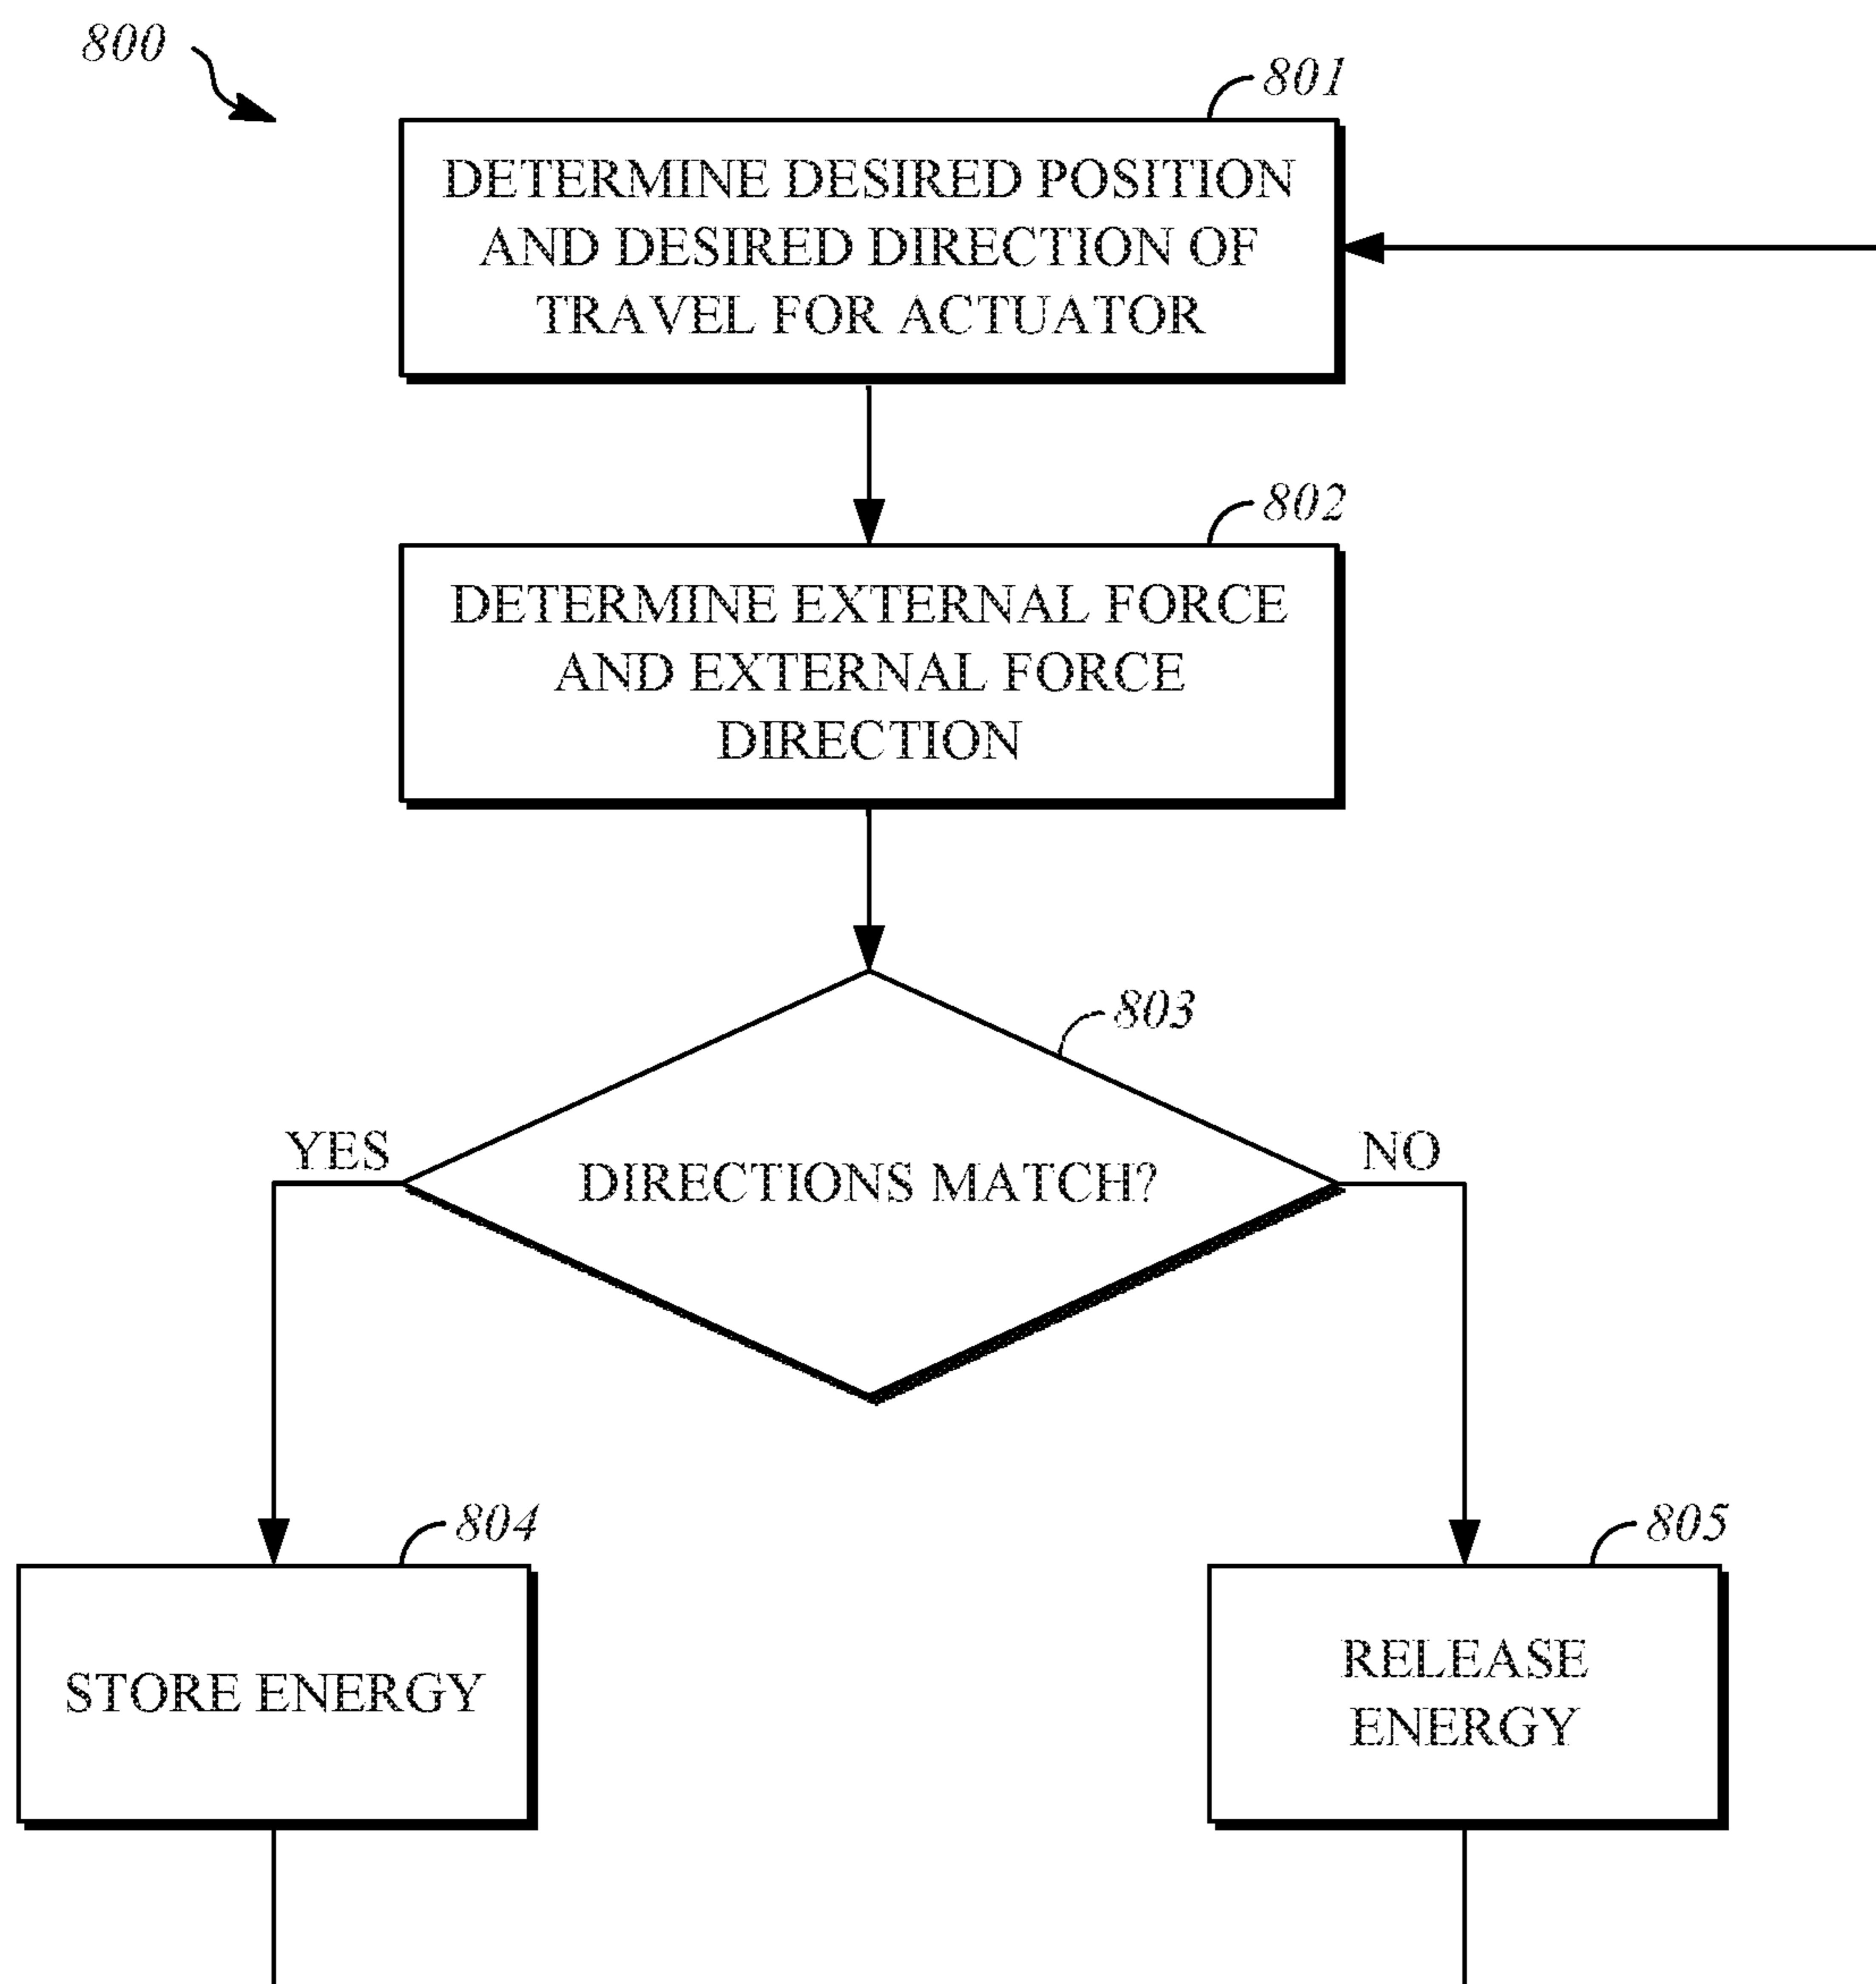 800
801
DETERMINE DESIRED POSITION
AND DESIRED DIRECTION OF
TRAVEL FOR ACTUATOR
802
DETERMINE EXTERNAL FORCE
AND EXTERNAL FORCE
DIRECTION
803
YES
DIRECTIONS MATCH?
NO
804
STORE ENERGY
805
RELEASE
ENERGY